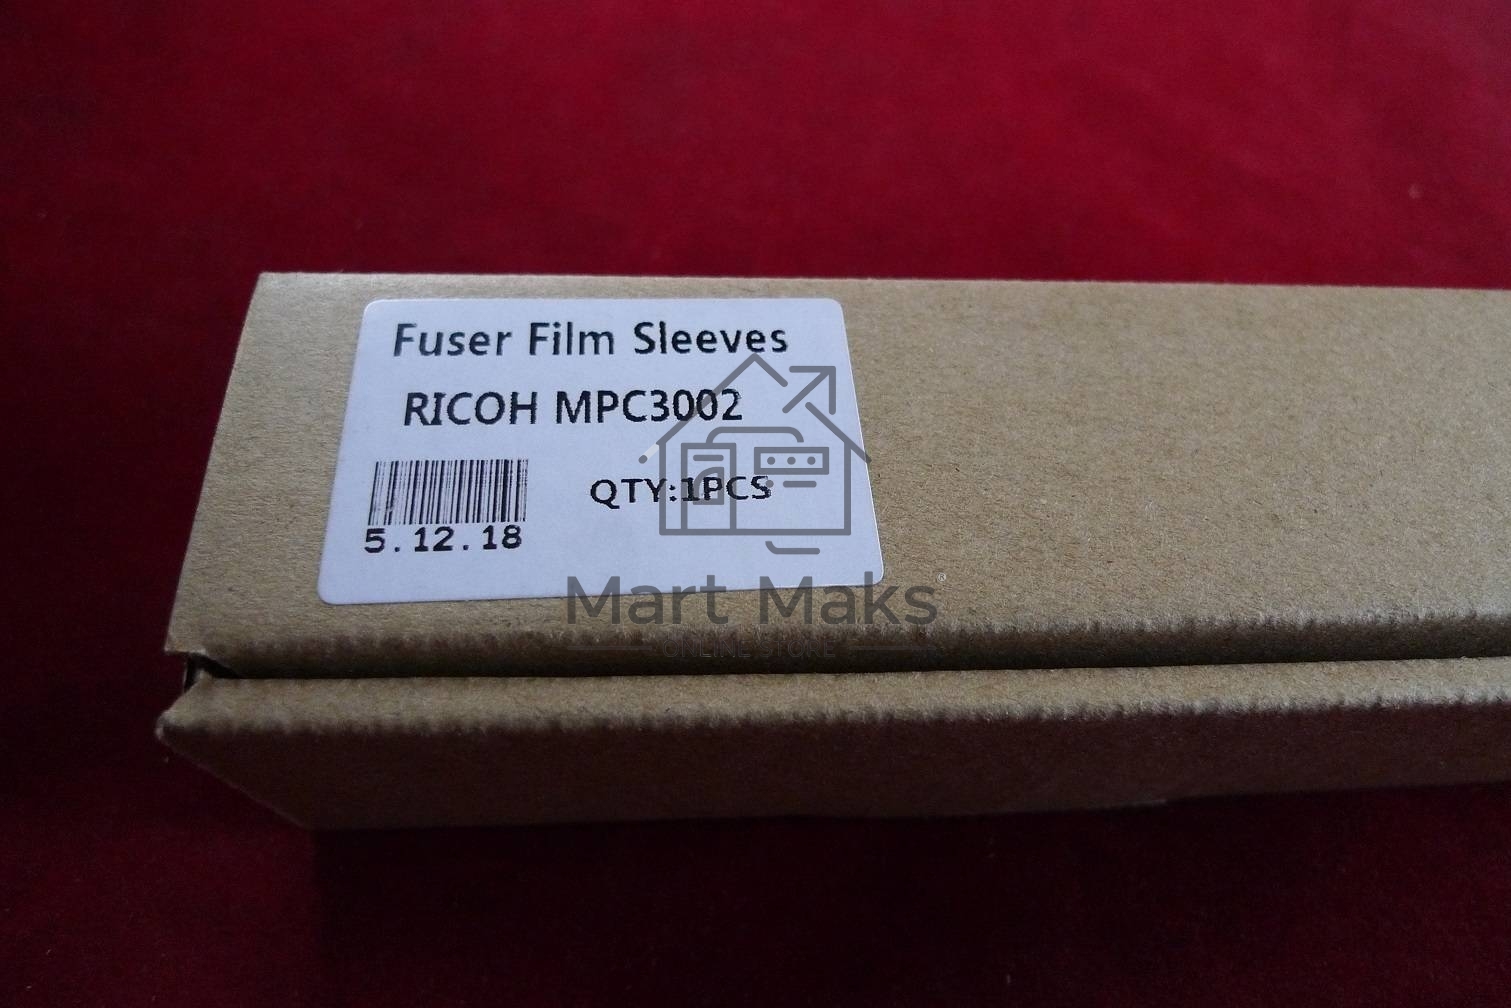 Fuser Film Sleeves
RICOH MPC3002
QTY:1PCS
5.12.18
Mart Maks
ONLINE STORE